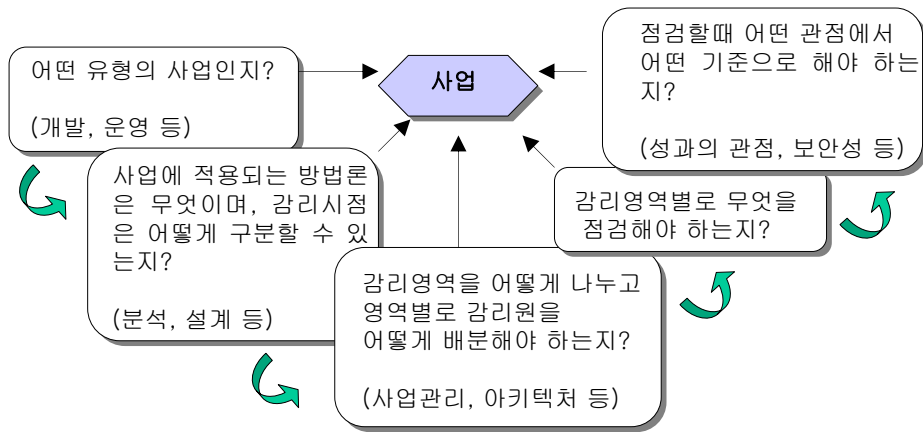 사업
어떤 유형의 사업인지?
(개발, 운영 등)
사업에 적용되는 방법론
은 무엇이며, 감리시점
은 어떻게 구분할 수 있
는지?
(분석, 설계 등)
감리영역을 어떻게 나누고
영역별로 감리원을
어떻게 배분해야 하는지?
(사업관리, 아키텍처 등)
감리영역별로 무엇을
점검해야 하는지?
점검할때 어떤 관점에서
어떤 기준으로 해야 하는
지?
(성과의 관점, 보안성 등)